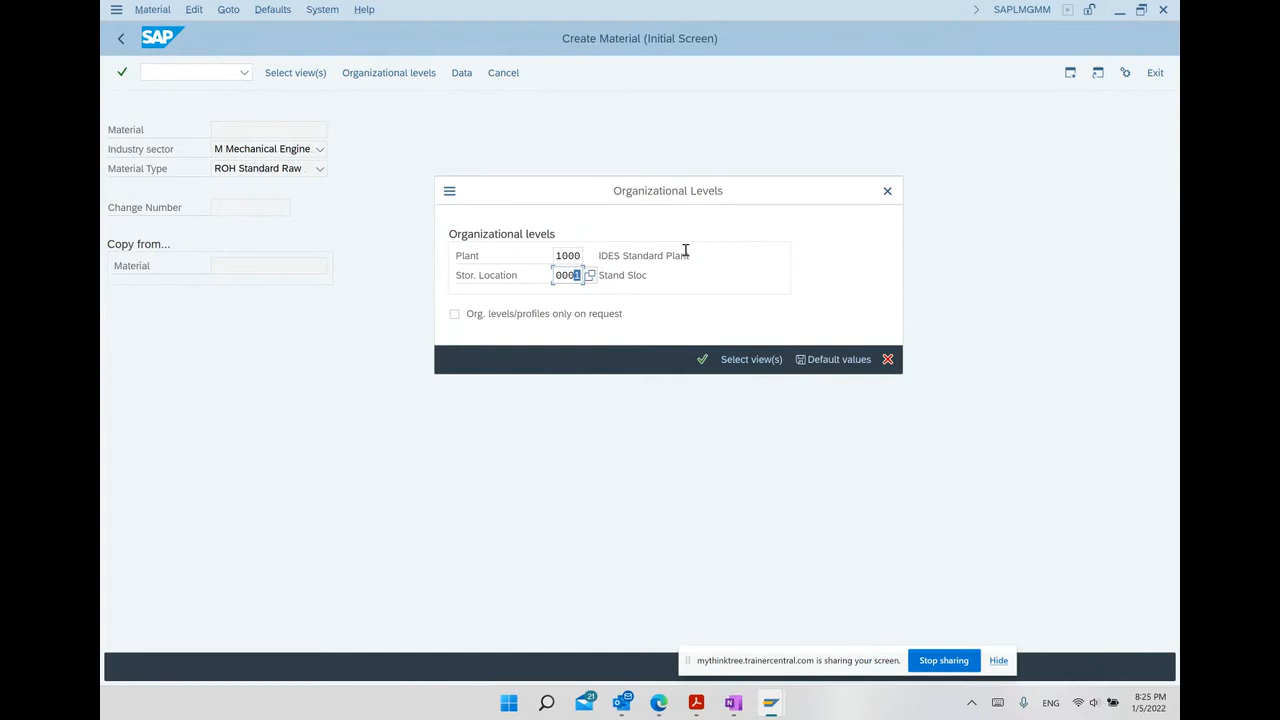 Material Edit Goto Defaults System Help SAPLMGMM
SAP Create Material (Initial Screen)
Select view(s) Organizational levels Data Cancel Exit
Material
Industry sector M Mechanical Engine
Material Type ROH Standard Raw
Change Number
Copy from...
Material
Organizational Levels
Organizational levels
Plant 1000 IDES Standard Plant
Stor. Location 0001 Stand Sloc
Org. levels/profiles only on request
Select view(s) Default values
mythinktree.trainercentral.com is sharing your screen. Stop sharing Hide
21
ENG
8:25 PM
1/5/2022